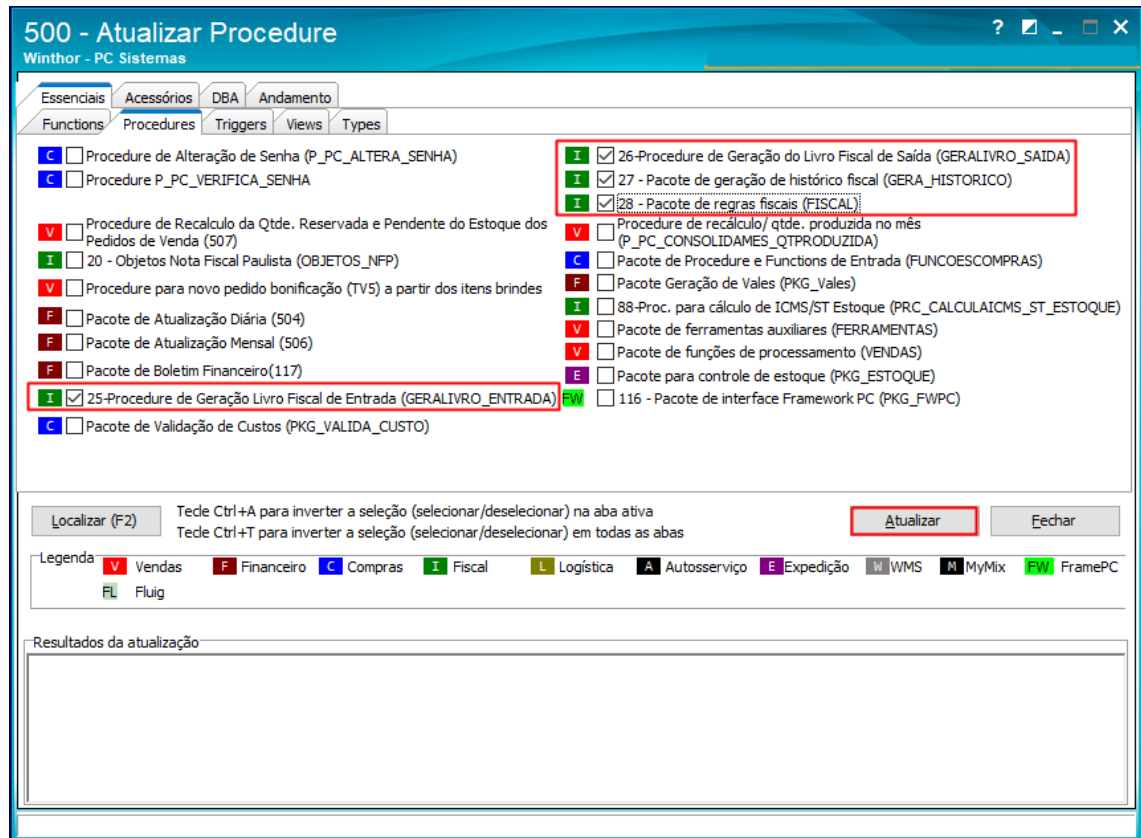 500 - Atualizar Procedure
Winthor - PC Sistemas
Essenciais Acessórios DBA Andamento
Functions Procedures Triggers Views Types
C Procedure de Alteração de Senha (P_PC_ALTERA_SENHA)
C Procedure P_PC_VERIFICA_SENHA
V Procedure de Recalculo da Qtde. Reservada e Pendente do Estoque dos
Pedidos de Venda (507)
I 20 - Objetos Nota Fiscal Paulista (OBJETOS_NFP)
V Procedure para novo pedido bonificação (TV5) a partir dos itens brindes
F Pacote de Atualização Diária (504)
F Pacote de Atualização Mensal (506)
F Pacote de Boletim Financeiro(117)
I 25-Procedure de Geração Livro Fiscal de Entrada (GERALIVRO_ENTRADA)
C Pacote de Validação de Custos (PKG_VALIDA_CUSTO)
I 26-Procedure de Geração do Livro Fiscal de Saída (GERALIVRO_SAIDA)
I 27 - Pacote de geração de histórico fiscal (GERA_HISTORICO)
I 28 - Pacote de regras fiscais (FISCAL)
V Procedure de recálculo/ qtde. produzida no mês
(P_PC_CONSOLIDAMES_QTPRODUZIDA)
C Pacote de Procedure e Functions de Entrada (FUNCOESCOMPRAS)
F Pacote Geração de Vales (PKG_Vales)
I 88-Proc. para cálculo de ICMS/ST Estoque (PRC_CALCULAICMS_ST_ESTOQUE)
V Pacote de ferramentas auxiliares (FERRAMENTAS)
V Pacote de funções de processamento (VENDAS)
E Pacote para controle de estoque (PKG_ESTOQUE)
FW 116 - Pacote de interface Framework PC (PKG_FWPC)
Localizar (F2)
Tecle Ctrl+A para inverter a seleção (selecionar/deselecionar) na aba ativa
Tecle Ctrl+T para inverter a seleção (selecionar/deselecionar) em todas as abas
Atualizar Fechar
Legenda
V Vendas F Financeiro C Compras I Fiscal L Logística A Autosserviço E Expedição W WMS M MyMix FW FramePC
FL Fluig
Resultados da atualização